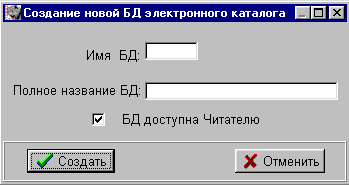 Создание новой БД электронного каталога
Имя БД:
Полное название БД:
БД доступна Читателю
Создать Отменить